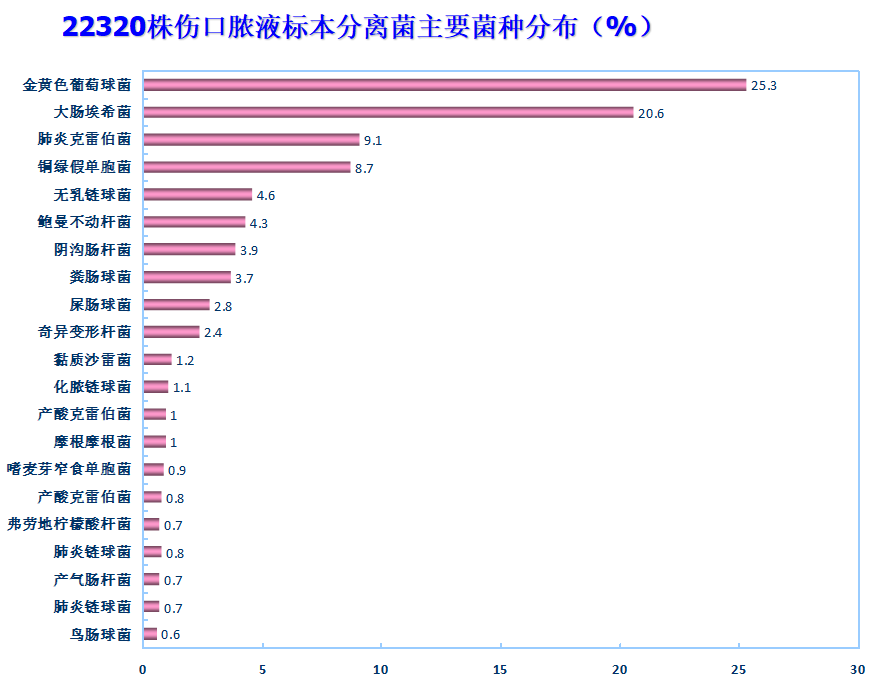 22320株伤口脓液标本分离菌主要菌种分布（%）
金黄色葡萄球菌 25.3
大肠埃希菌 20.6
肺炎克雷伯菌 9.1
铜绿假单胞菌 8.7
无乳链球菌 4.6
鲍曼不动杆菌 4.3
阴沟肠杆菌 3.9
粪肠球菌 3.7
屎肠球菌 2.8
奇异变形杆菌 2.4
黏质沙雷菌 1.2
化脓链球菌 1.1
产酸克雷伯菌 1
摩根摩根菌 1
嗜麦芽窄食单胞菌 0.9
产酸克雷伯菌 0.8
弗劳地柠檬酸杆菌 0.7
肺炎链球菌 0.8
产气肠杆菌 0.7
肺炎链球菌 0.7
鸟肠球菌 0.6
0 5 10 15 20 25 30